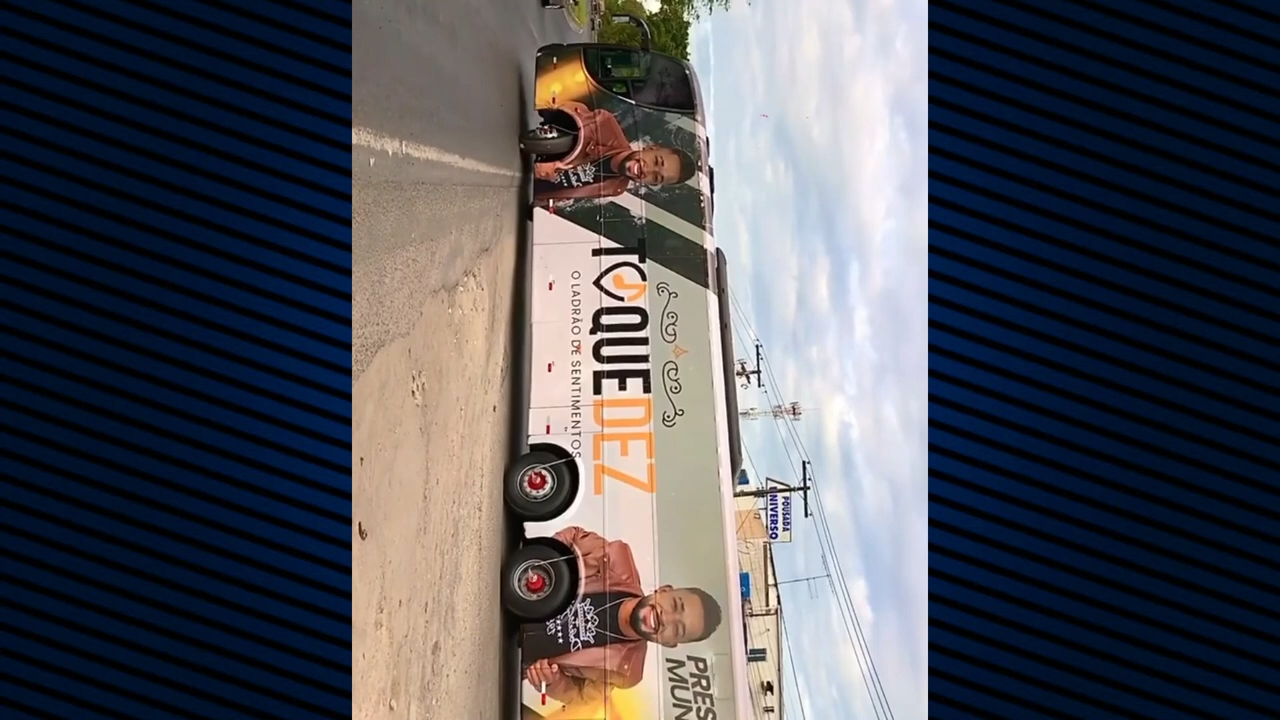 TOQUE DEZ
O LADRÃO DE SENTIMENTOS
PRES
MUN
POUSADA
UNIVERSO